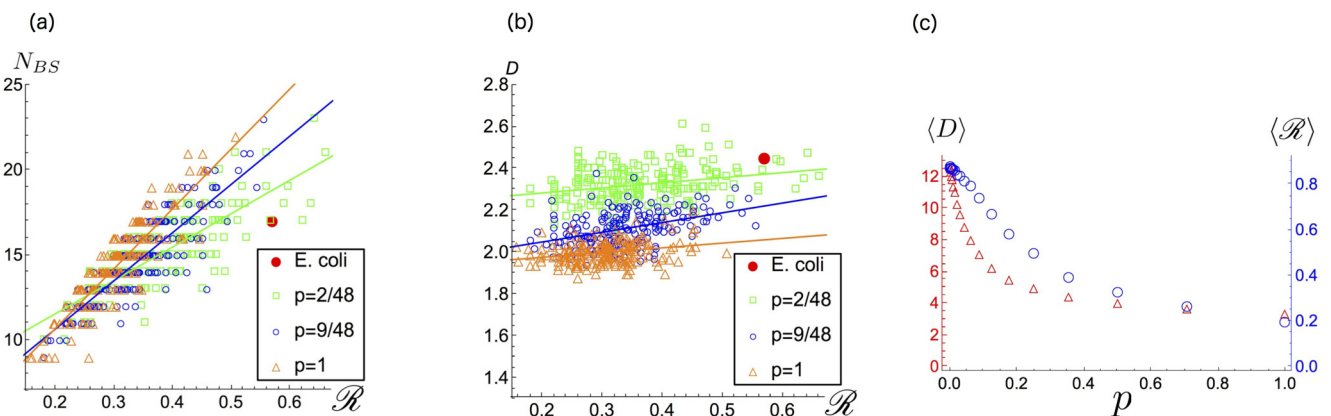 (a)
N_{BS}
25
20
15
10
0.2 0.3 0.4 0.5 0.6 ℛ
E. coli
p=2/48
p=9/48
p=1
(b)
D
2.8
2.6
2.4
2.2
2.0
1.8
1.6
1.4
0.2 0.3 0.4 0.5 0.6 ℛ
E. coli
p=2/48
p=9/48
p=1
(c)
⟨D⟩ ⟨ℛ⟩
12
10
8
6
4
2
0
0.8
0.6
0.4
0.2
0.0
0.0 0.2 0.4 0.6 0.8 1.0
p